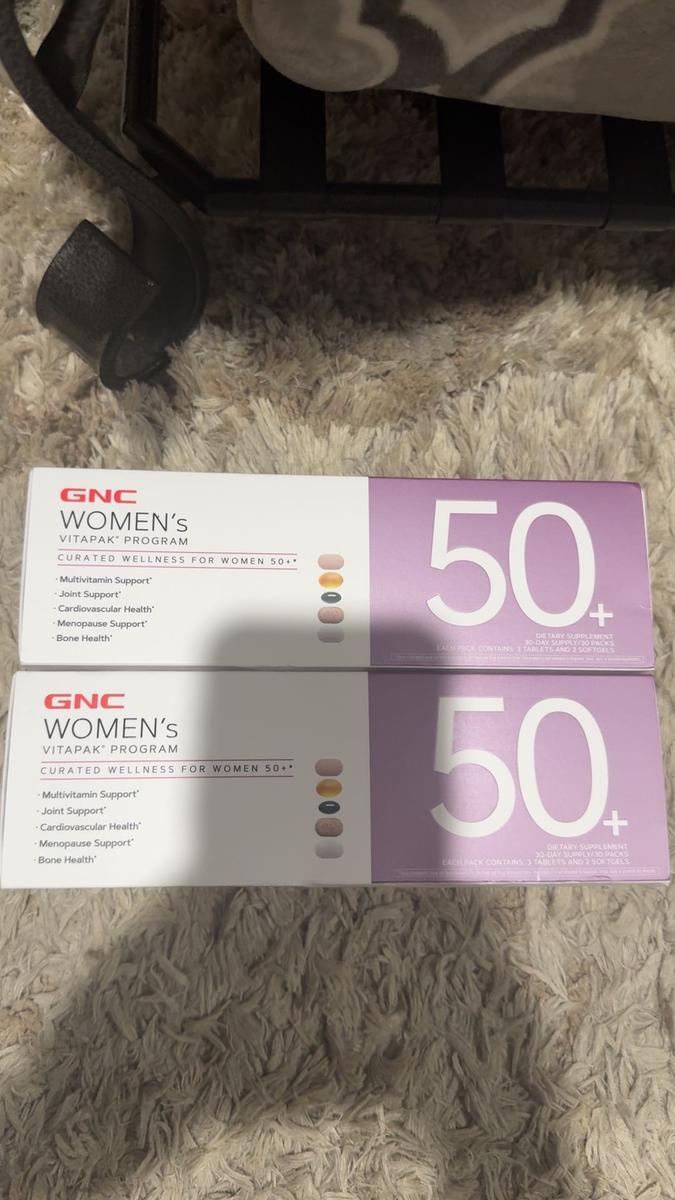 GNC
WOMEN's
VITAPAK® PROGRAM
CURATED WELLNESS FOR WOMEN 50+*
· Multivitamin Support*
· Joint Support*
· Cardiovascular Health*
· Menopause Support*
· Bone Health*
50+
DIETARY SUPPLEMENT
30-DAY SUPPLY/30 PACKS
EACH PACK CONTAINS: 3 TABLETS AND 2 SOFTGELS
GNC
WOMEN's
VITAPAK® PROGRAM
CURATED WELLNESS FOR WOMEN 50+*
· Multivitamin Support*
· Joint Support*
· Cardiovascular Health*
· Menopause Support*
· Bone Health*
50+
DIETARY SUPPLEMENT
30-DAY SUPPLY/30 PACKS
EACH PACK CONTAINS: 3 TABLETS AND 2 SOFTGELS